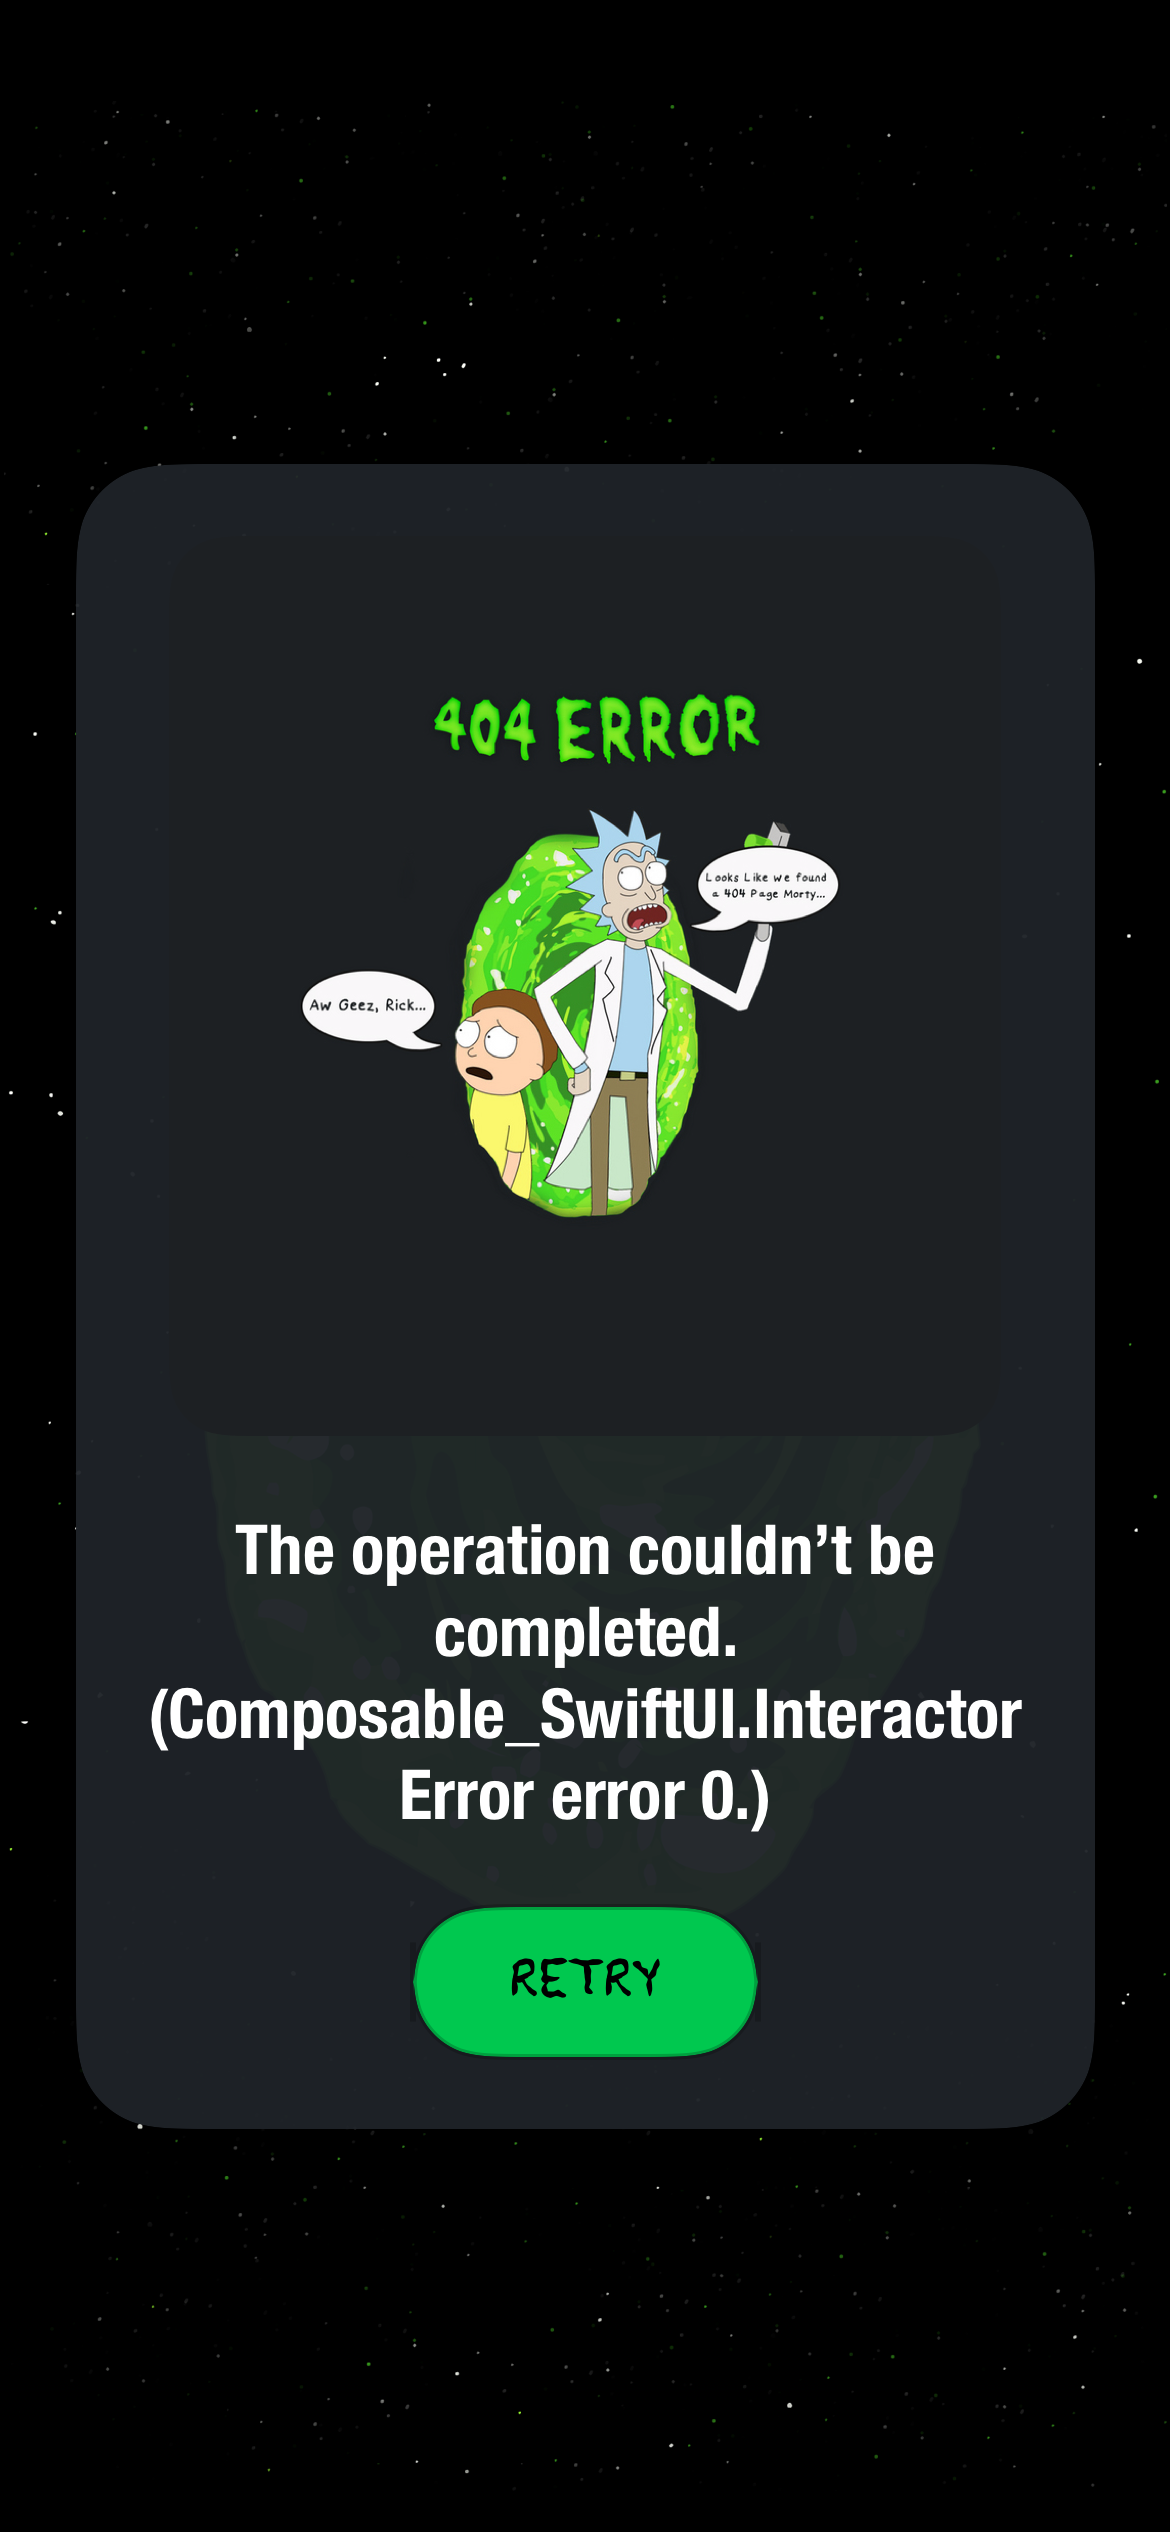 404 ERROR
Looks Like we found
a 404 Page Morty...
Aw Geez, Rick...
The operation couldn’t be
completed.
(Composable_SwiftUI.Interactor
Error error 0.)
RETRY